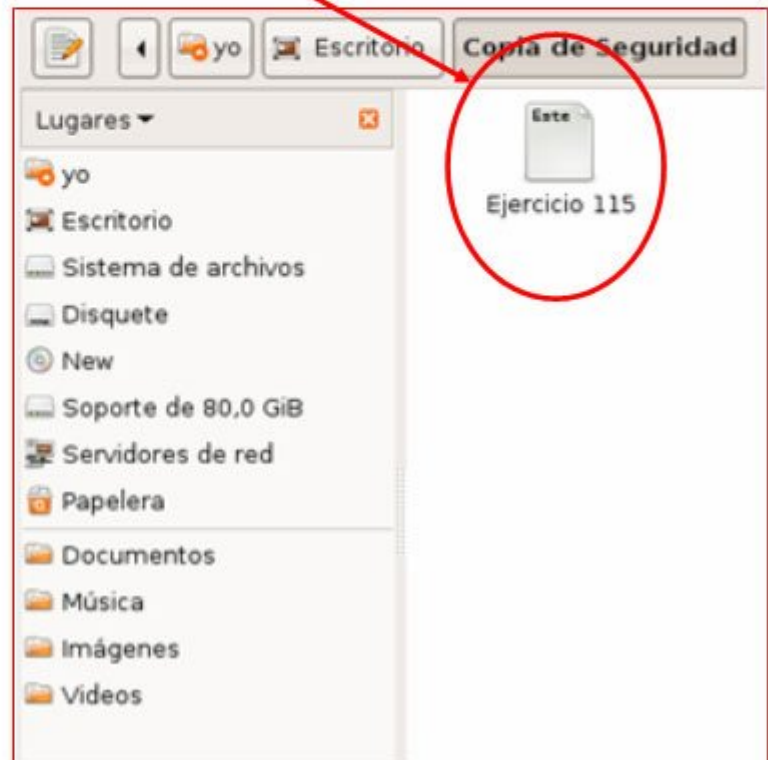 yo Escritorio Copia de Seguridad
Lugares
yo
Escritorio
Sistema de archivos
Disquete
New
Soporte de 80,0 GiB
Servidores de red
Papelera
Documentos
Música
Imágenes
Videos
Este
Ejercicio 115